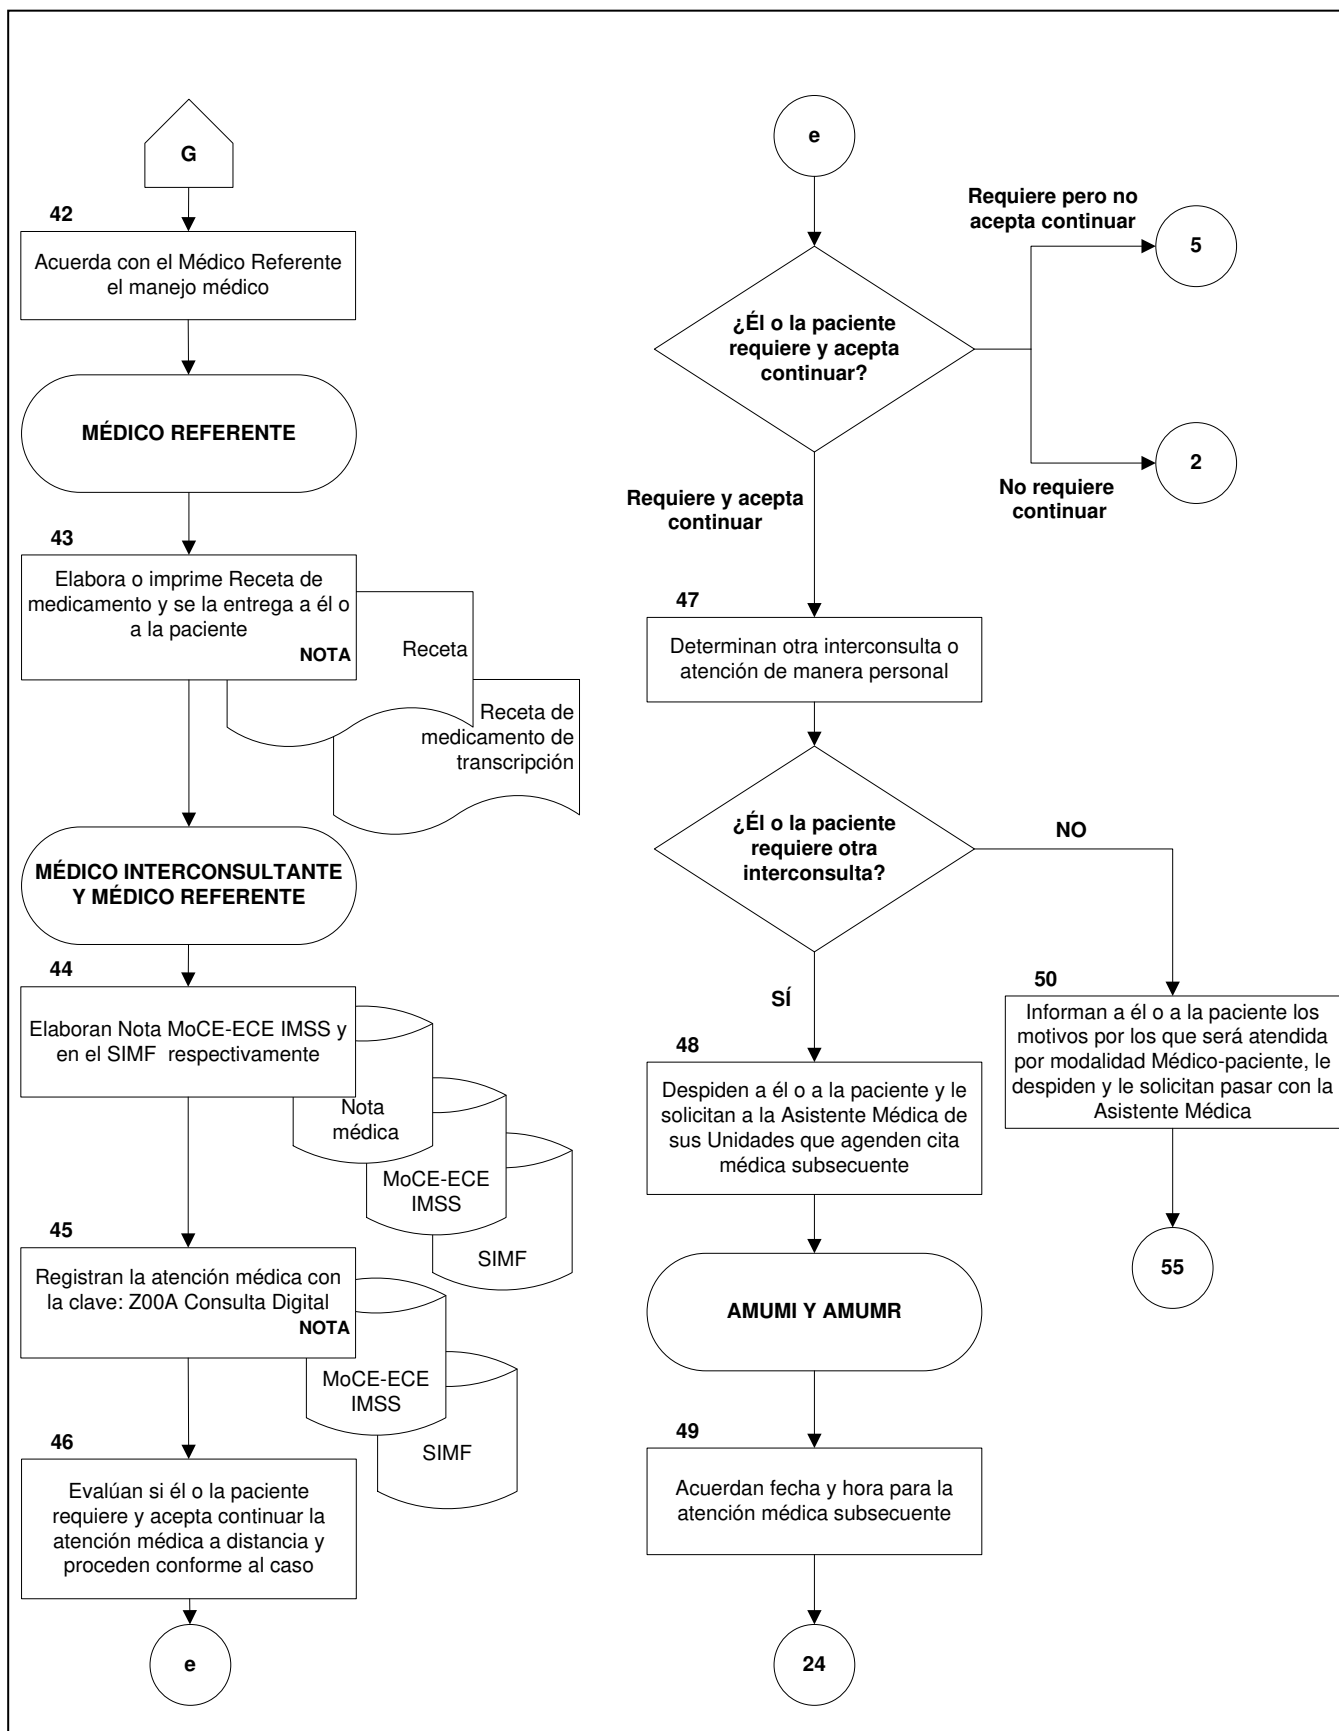 G
42
Acuerda con el Médico Referente
el manejo médico
MÉDICO REFERENTE
43
Elabora o imprime Receta de
medicamento y se la entrega a él o
a la paciente
NOTA
Receta
Receta de
medicamento de
transcripción
MÉDICO INTERCONSULTANTE
Y MÉDICO REFERENTE
44
Elaboran Nota MoCE-ECE IMSS y
en el SIMF respectivamente
Nota
médica
MoCE-ECE
IMSS
SIMF
45
Registran la atención médica con
la clave: Z00A Consulta Digital
NOTA
MoCE-ECE
IMSS
SIMF
46
Evalúan si él o la paciente
requiere y acepta continuar la
atención médica a distancia y
proceden conforme al caso
e
e
¿Él o la paciente
requiere y acepta
continuar?
Requiere pero no
acepta continuar
5
No requiere
continuar
2
Requiere y acepta
continuar
47
Determinan otra interconsulta o
atención de manera personal
¿Él o la paciente
requiere otra
interconsulta?
NO
SÍ
48
Despiden a él o a la paciente y le
solicitan a la Asistente Médica de
sus Unidades que agenden cita
médica subsecuente
AMUMI Y AMUMR
49
Acuerdan fecha y hora para la
atención médica subsecuente
24
50
Informan a él o a la paciente los
motivos por los que será atendida
por modalidad Médico-paciente, le
despiden y le solicitan pasar con la
Asistente Médica
55